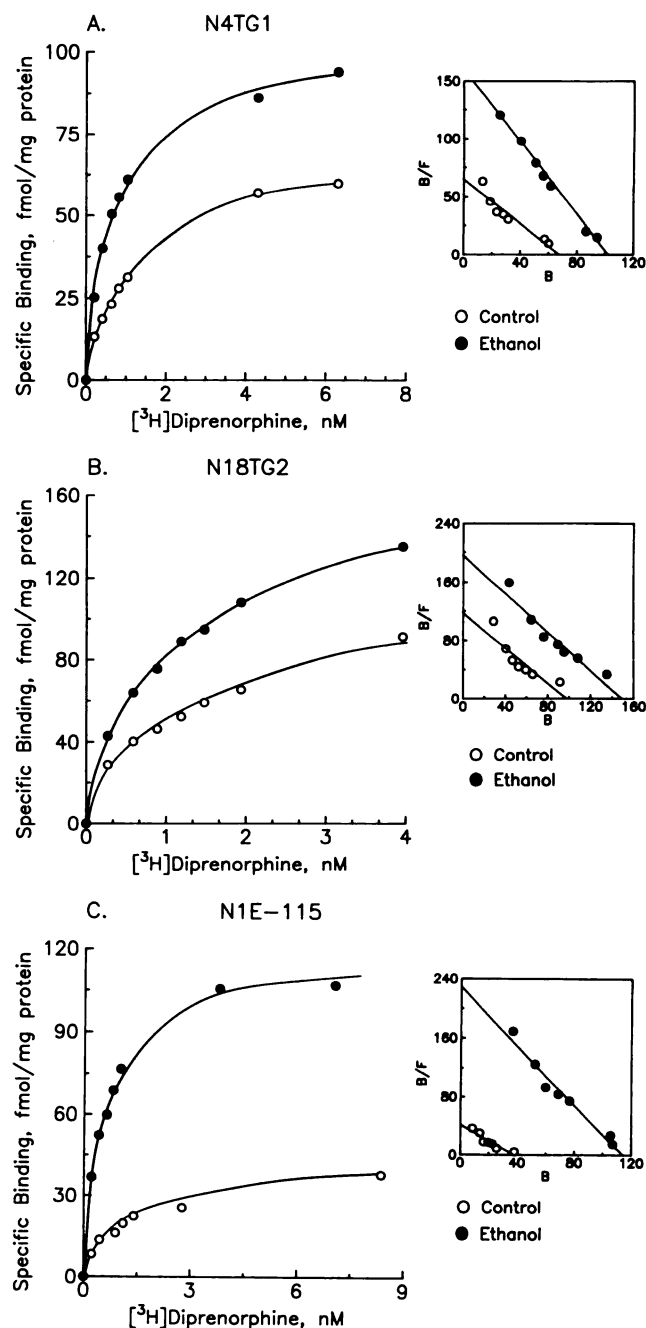 A. N4TG1
Specific Binding, fmol/mg protein
100
75
50
25
0
0 2 4 6 8
[³H]Diprenorphine, nM
B/F
150
100
50
0
0 40 80 120
B
Control
Ethanol
B. N18TG2
Specific Binding, fmol/mg protein
160
120
80
40
0
0 1 2 3 4
[³H]Diprenorphine, nM
B/F
240
160
80
0
0 40 80 120 160
B
Control
Ethanol
C. N1E-115
Specific Binding, fmol/mg protein
120
90
60
30
0
0 3 6 9
[³H]Diprenorphine, nM
B/F
240
160
80
0
0 40 80 120
B
Control
Ethanol